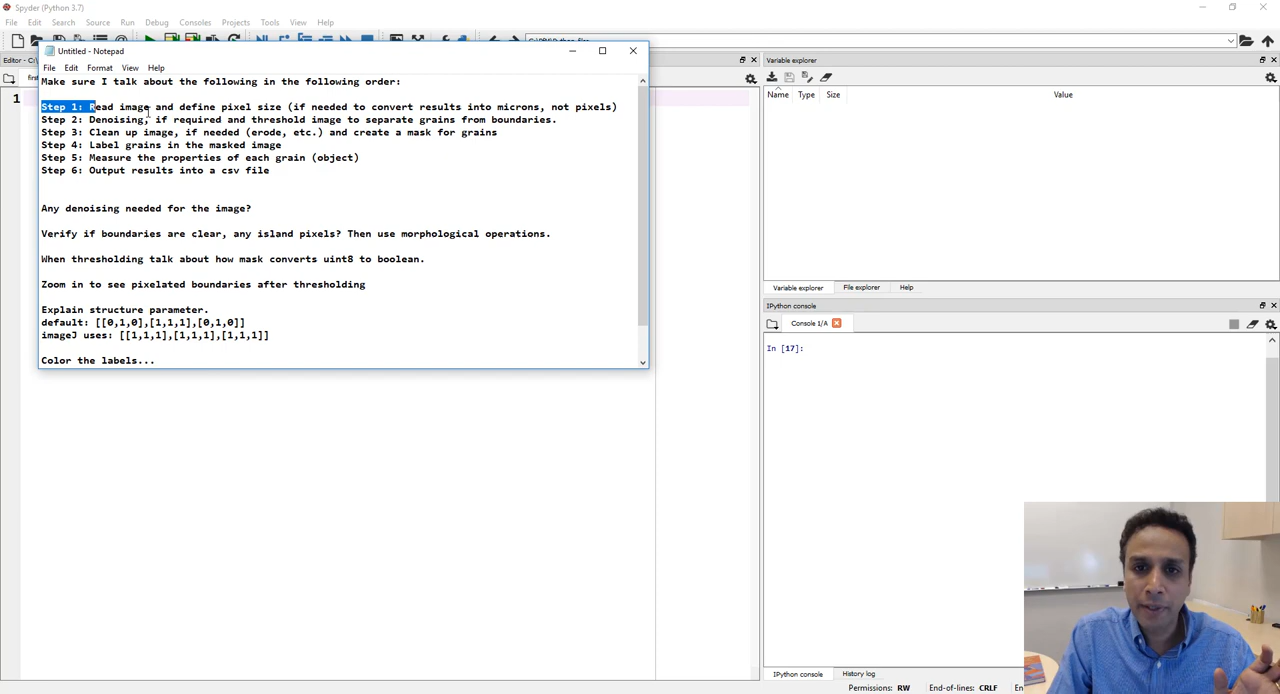 Spyder (Python 3.7)
File Edit Search Source Run Debug Consoles Projects Tools View Help
Editor - C:\
Untitled - Notepad
File Edit Format View Help
Make sure I talk about the following in the following order:
Step 1: Read image and define pixel size (if needed to convert results into microns, not pixels)
Step 2: Denoising, if required and threshold image to separate grains from boundaries.
Step 3: Clean up image, if needed (erode, etc.) and create a mask for grains
Step 4: Label grains in the masked image
Step 5: Measure the properties of each grain (object)
Step 6: Output results into a csv file
Any denoising needed for the image?
Verify if boundaries are clear, any island pixels? Then use morphological operations.
When thresholding talk about how mask converts uint8 to boolean.
Zoom in to see pixelated boundaries after thresholding
Explain structure parameter.
default: [[0,1,0],[1,1,1],[0,1,0]]
imageJ uses: [[1,1,1],[1,1,1],[1,1,1]]
Color the labels...
1
Variable explorer
Name Type Size Value
Variable explorer File explorer Help
IPython console
Console 1/A
In [17]:
IPython console History log
Permissions: RW End-of-lines: CRLF